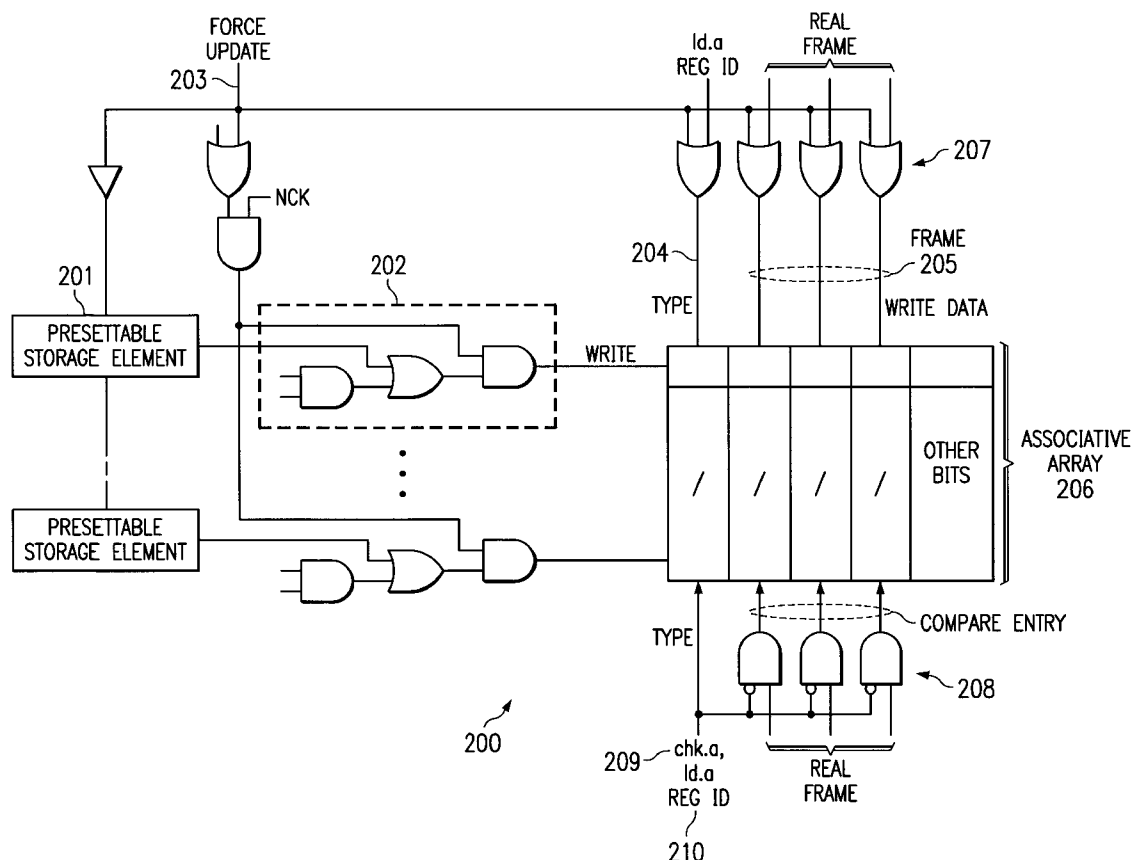 FORCE
UPDATE
203
ld.a
REG ID
REAL
FRAME
207
NCK
204
FRAME
205
201
202
TYPE
WRITE DATA
PRESETTABLE
STORAGE ELEMENT
WRITE
OTHER
BITS
ASSOCIATIVE
ARRAY
206
PRESETTABLE
STORAGE ELEMENT
TYPE
COMPARE ENTRY
208
200
209
chk.a,
ld.a
REG ID
210
REAL
FRAME